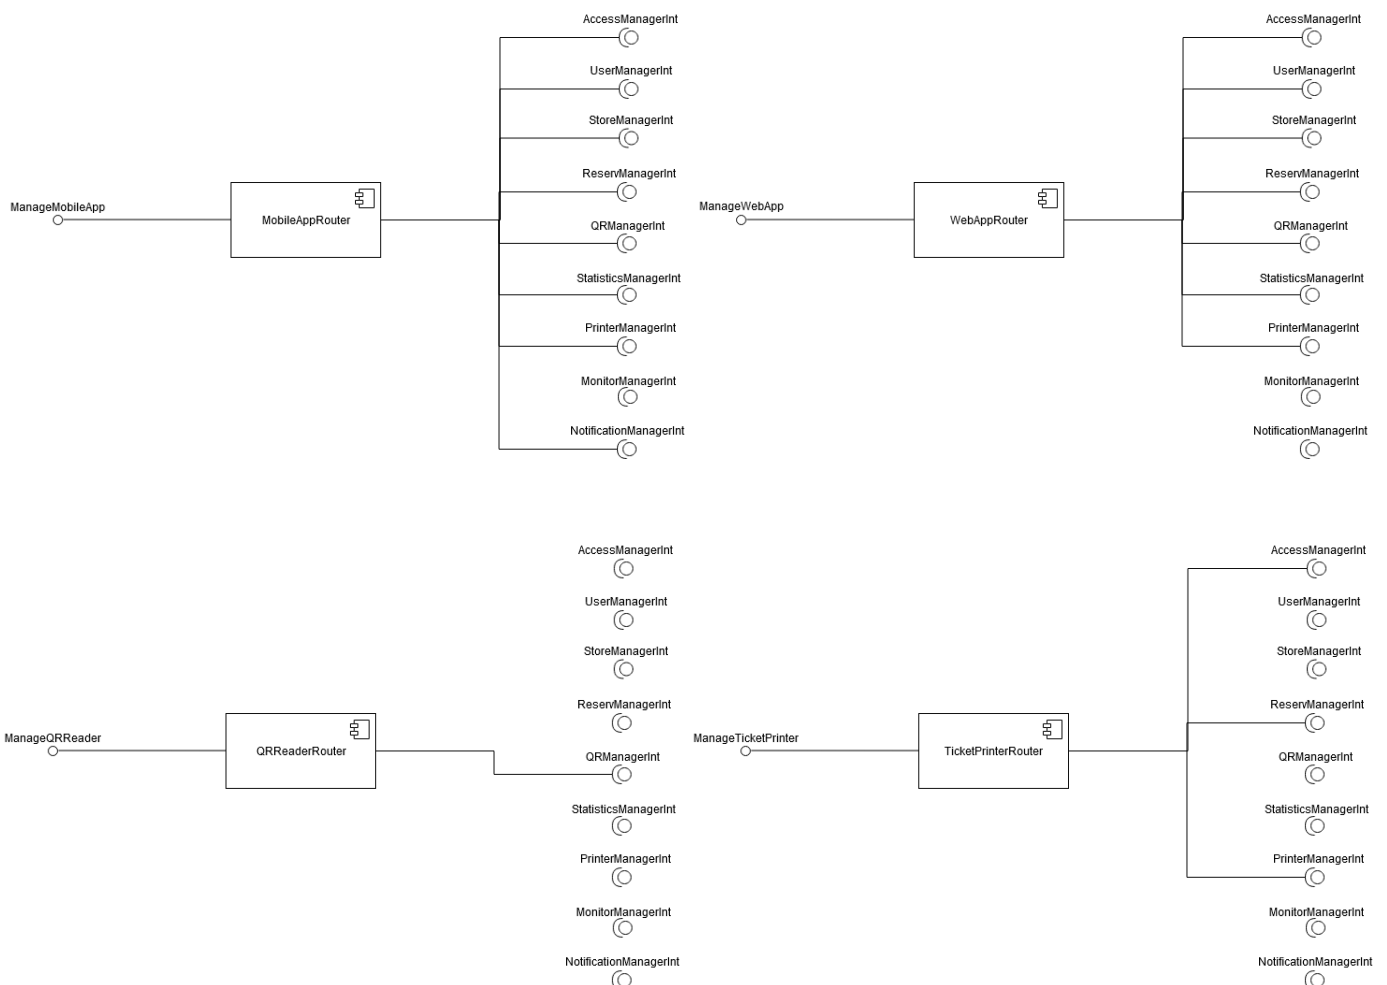 AccessManagerInt
UserManagerInt
StoreManagerInt
ReservManagerInt
ManageMobileApp
MobileAppRouter
QRManagerInt
StatisticsManagerInt
PrinterManagerInt
MonitorManagerInt
NotificationManagerInt
AccessManagerInt
UserManagerInt
StoreManagerInt
ReservManagerInt
ManageWebApp
WebAppRouter
QRManagerInt
StatisticsManagerInt
PrinterManagerInt
MonitorManagerInt
NotificationManagerInt
AccessManagerInt
UserManagerInt
StoreManagerInt
ReservManagerInt
ManageQRReader
QRReaderRouter
QRManagerInt
StatisticsManagerInt
PrinterManagerInt
MonitorManagerInt
NotificationManagerInt
AccessManagerInt
UserManagerInt
StoreManagerInt
ReservManagerInt
ManageTicketPrinter
TicketPrinterRouter
QRManagerInt
StatisticsManagerInt
PrinterManagerInt
MonitorManagerInt
NotificationManagerInt